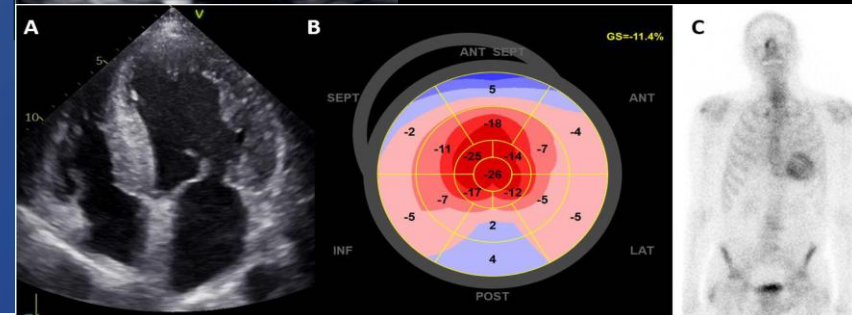 A
V
5
10
B
GS=-11.4%
ANT SEPT
SEPT
ANT
5
-18
-2
-4
-11
-7
-25
-14
-26
-7
-17
-12
-5
-5
-5
2
INF
LAT
4
POST
C